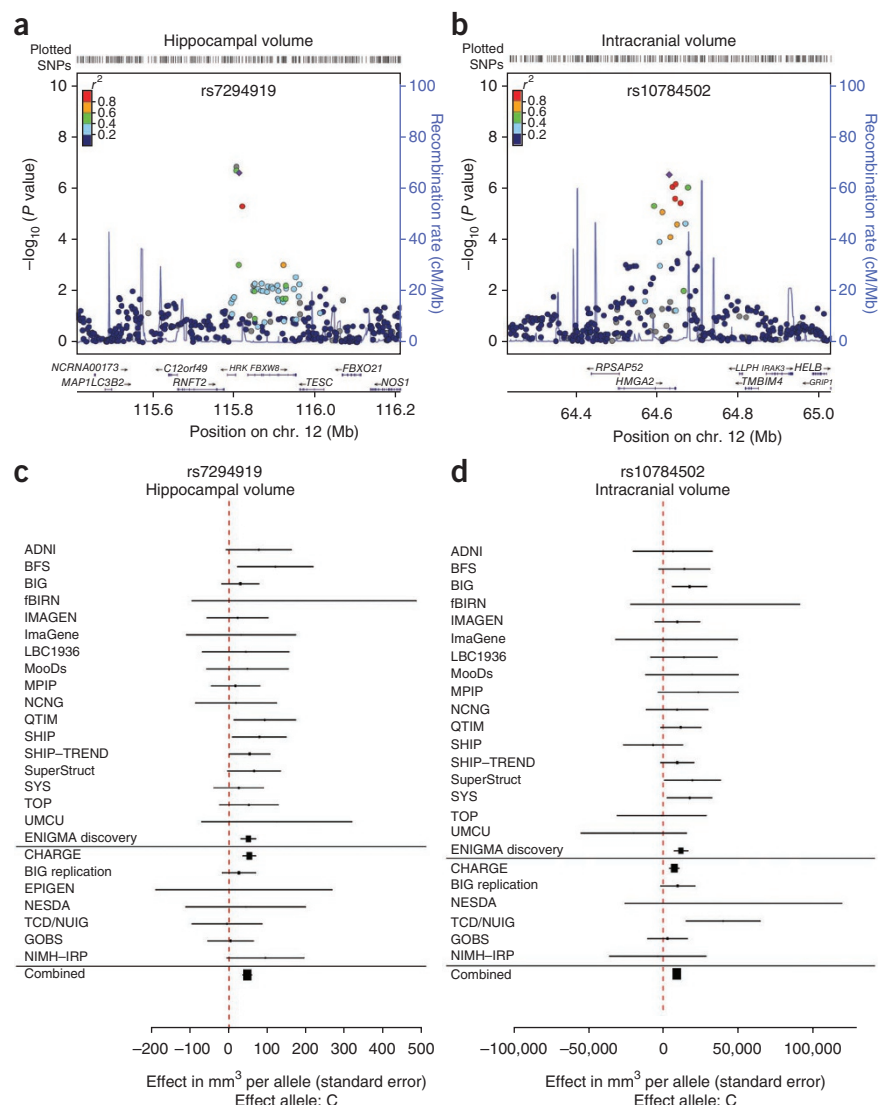 a
Hippocampal volume
Plotted
SNPs
rs7294919
r²
0.8
0.6
0.4
0.2
10
8
6
4
2
0
–log₁₀ (P value)
100
80
60
40
20
0
Recombination rate (cM/Mb)
NCRNA00173
C12orf49
HRK FBXW8
FBXO21
MAP1LC3B2
RNFT2
TESC
NOS1
115.6 115.8 116.0 116.2
Position on chr. 12 (Mb)
b
Intracranial volume
Plotted
SNPs
rs10784502
r²
0.8
0.6
0.4
0.2
10
8
6
4
2
0
–log₁₀ (P value)
100
80
60
40
20
0
Recombination rate (cM/Mb)
RPSAP52
LLPH IRAK3
HELB
HMGA2
TMBIM4
GRIP1
64.4 64.6 64.8 65.0
Position on chr. 12 (Mb)
c
rs7294919
Hippocampal volume
ADNI
BFS
BIG
fBIRN
IMAGEN
ImaGene
LBC1936
MooDs
MPIP
NCNG
QTIM
SHIP
SHIP–TREND
SuperStruct
SYS
TOP
UMCU
ENIGMA discovery
CHARGE
BIG replication
EPIGEN
NESDA
TCD/NUIG
GOBS
NIMH–IRP
Combined
–200 –100 0 100 200 300 400 500
Effect in mm³ per allele (standard error)
Effect allele: C
d
rs10784502
Intracranial volume
ADNI
BFS
BIG
fBIRN
IMAGEN
ImaGene
LBC1936
MooDs
MPIP
NCNG
QTIM
SHIP
SHIP–TREND
SuperStruct
SYS
TOP
UMCU
ENIGMA discovery
CHARGE
BIG replication
NESDA
TCD/NUIG
GOBS
NIMH–IRP
Combined
–100,000 –50,000 0 50,000 100,000
Effect in mm³ per allele (standard error)
Effect allele: C